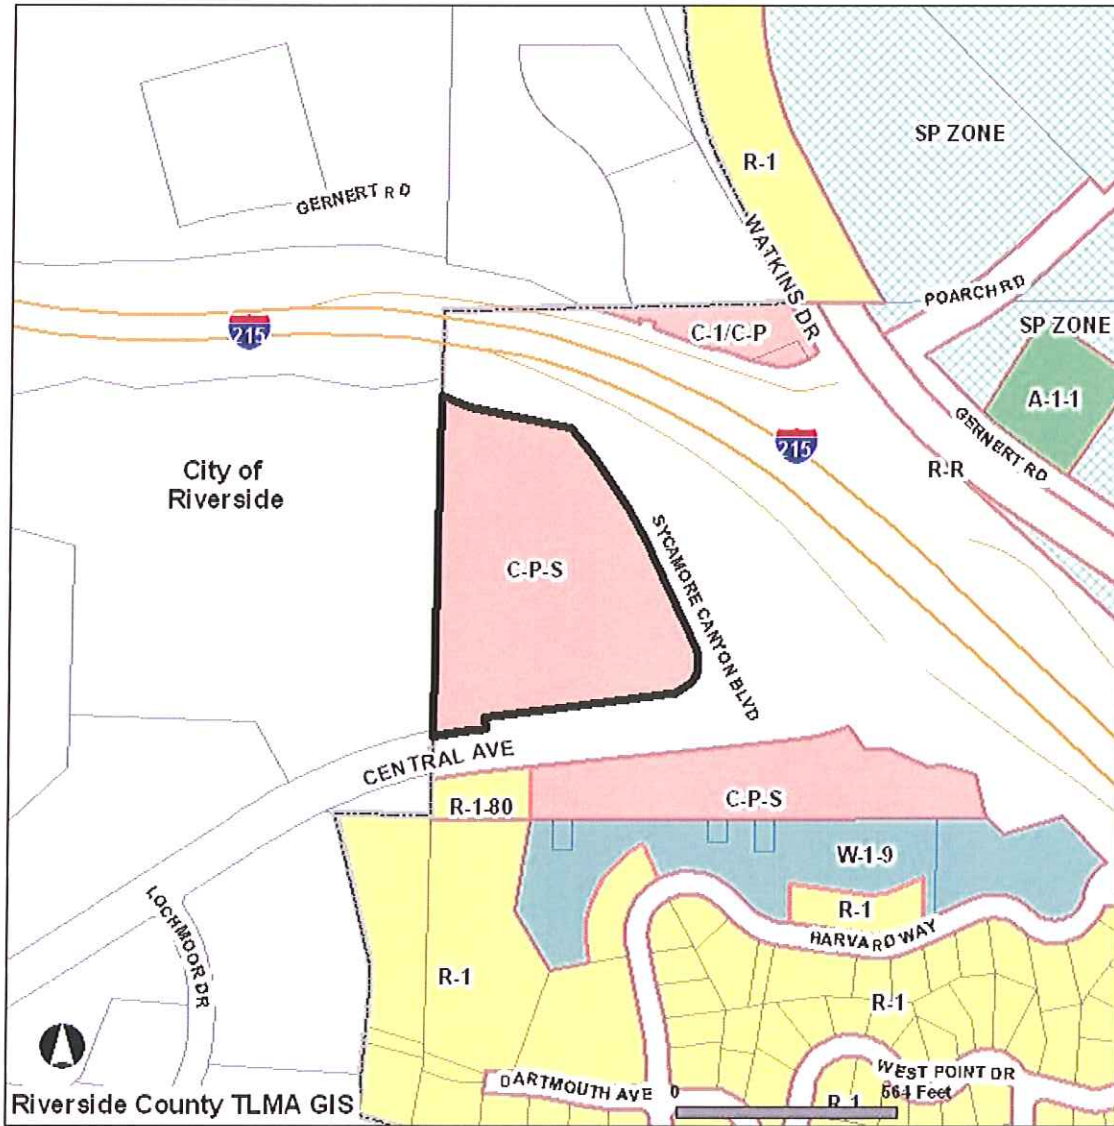 SP ZONE
R-1
GERNERT RD
WATKINS DR
POARCH RD
215
C-1/C-P
SP ZONE
A-1-1
215
GERNERT RD
City of
Riverside
R-R
SYCAMORE CANYON BLVD
C-P-S
CENTRAL AVE
R-1-80
C-P-S
W-1-9
R-1
LOCHMOOR DR
HARVARD WAY
R-1
R-1
WEST POINT DR
DARTMOUTH AVE
0
564 Feet
R-1
Riverside County TLMA GIS